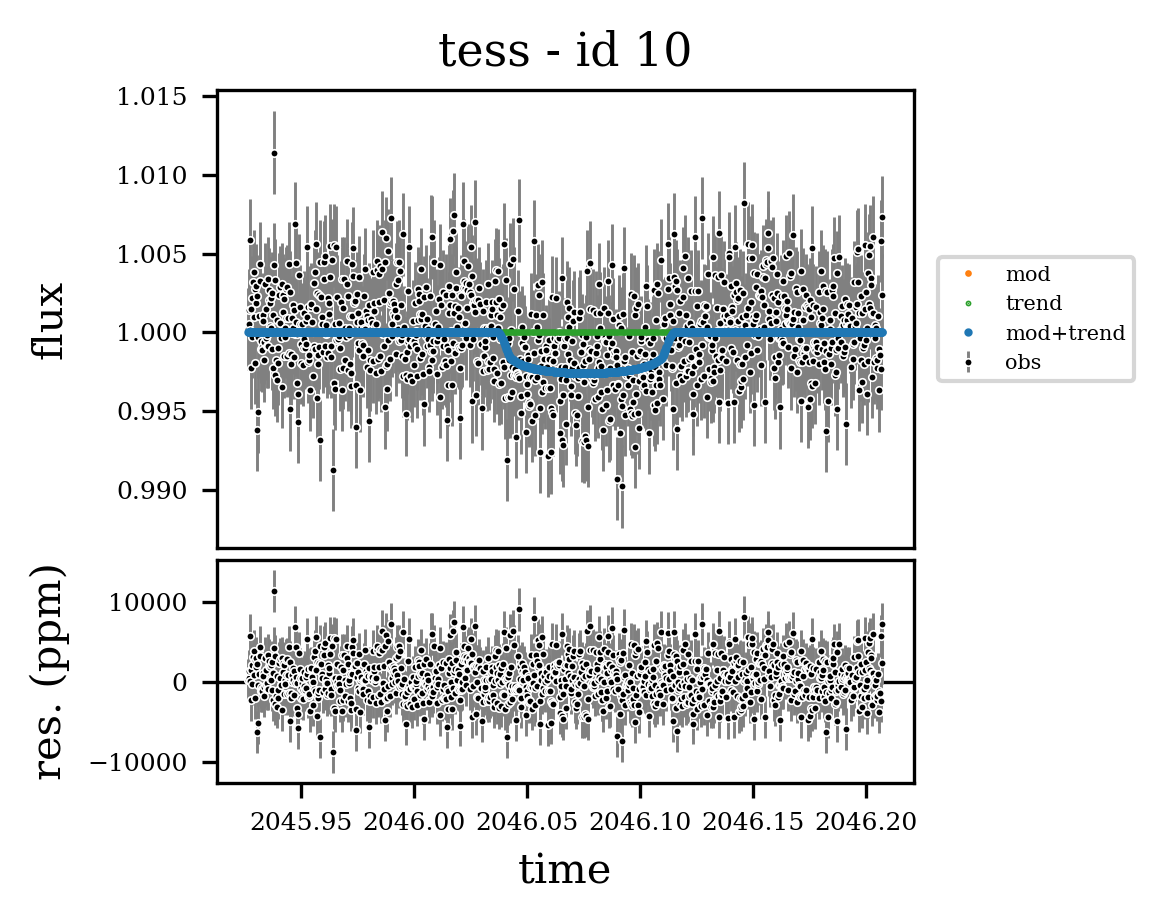 tess - id 10
flux
1.015
1.010
1.005
1.000
0.995
0.990
mod
trend
mod+trend
obs
res. (ppm)
10000
0
−10000
2045.95 2046.00 2046.05 2046.10 2046.15 2046.20
time